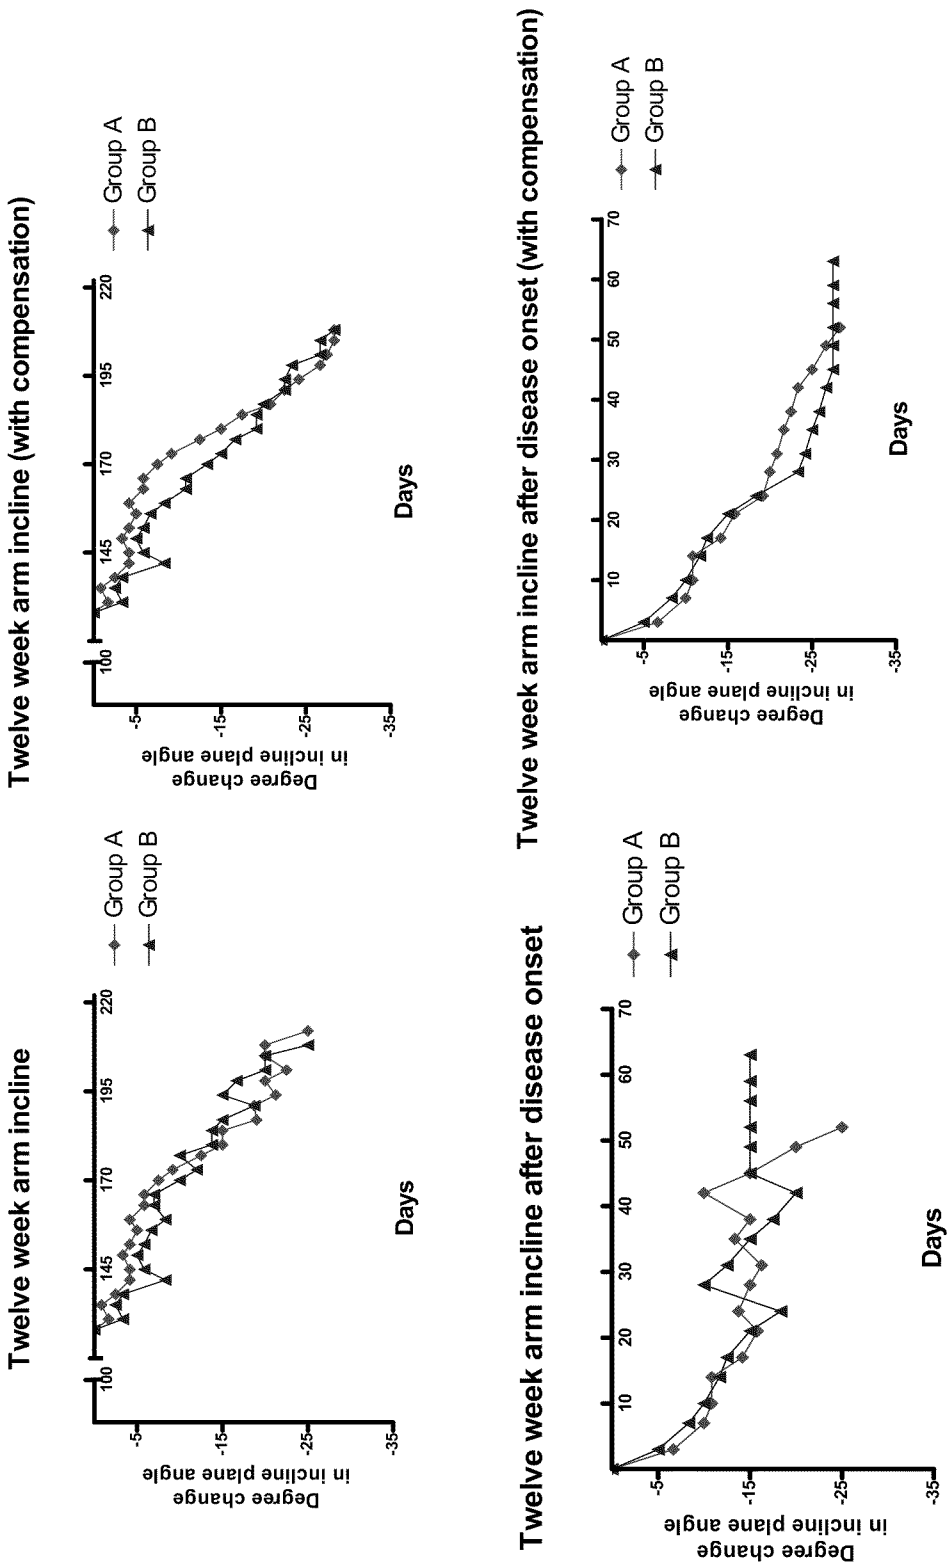 Twelve week arm incline
Group A
Group B
Degree change
in incline plane angle
-5
-15
-25
-35
100
145
170
195
220
Days
Twelve week arm incline (with compensation)
Group A
Group B
Degree change
in incline plane angle
-5
-15
-25
-35
100
145
170
195
220
Days
Twelve week arm incline after disease onset
Group A
Group B
Degree change
in incline plane angle
-5
-15
-25
-35
10
20
30
40
50
60
70
Days
Twelve week arm incline after disease onset (with compensation)
Group A
Group B
Degree change
in incline plane angle
-5
-15
-25
-35
10
20
30
40
50
60
70
Days